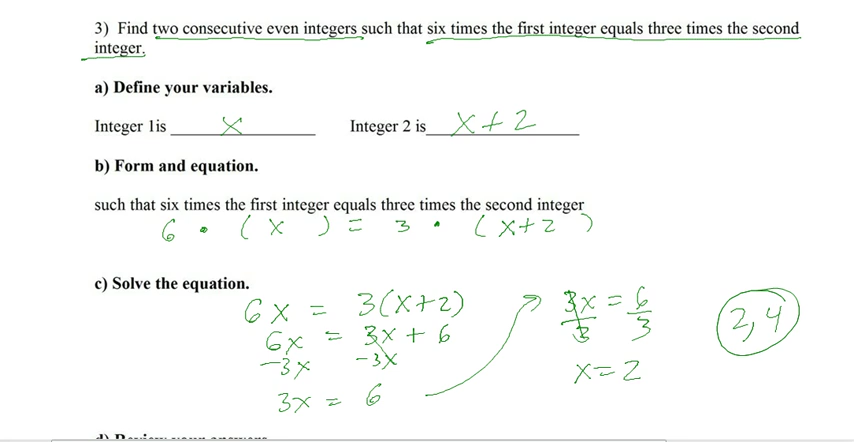 3) Find two consecutive even integers such that six times the first integer equals three times the second
integer.
a) Define your variables.
Integer 1is x Integer 2 is x+2
b) Form and equation.
such that six times the first integer equals three times the second integer
6 • ( x ) = 3 • ( x+2 )
c) Solve the equation.
6x = 3(x+2)
6x = 3x + 6
-3x -3x
3x = 6
3x = 6
3 3
x = 2
2, 4